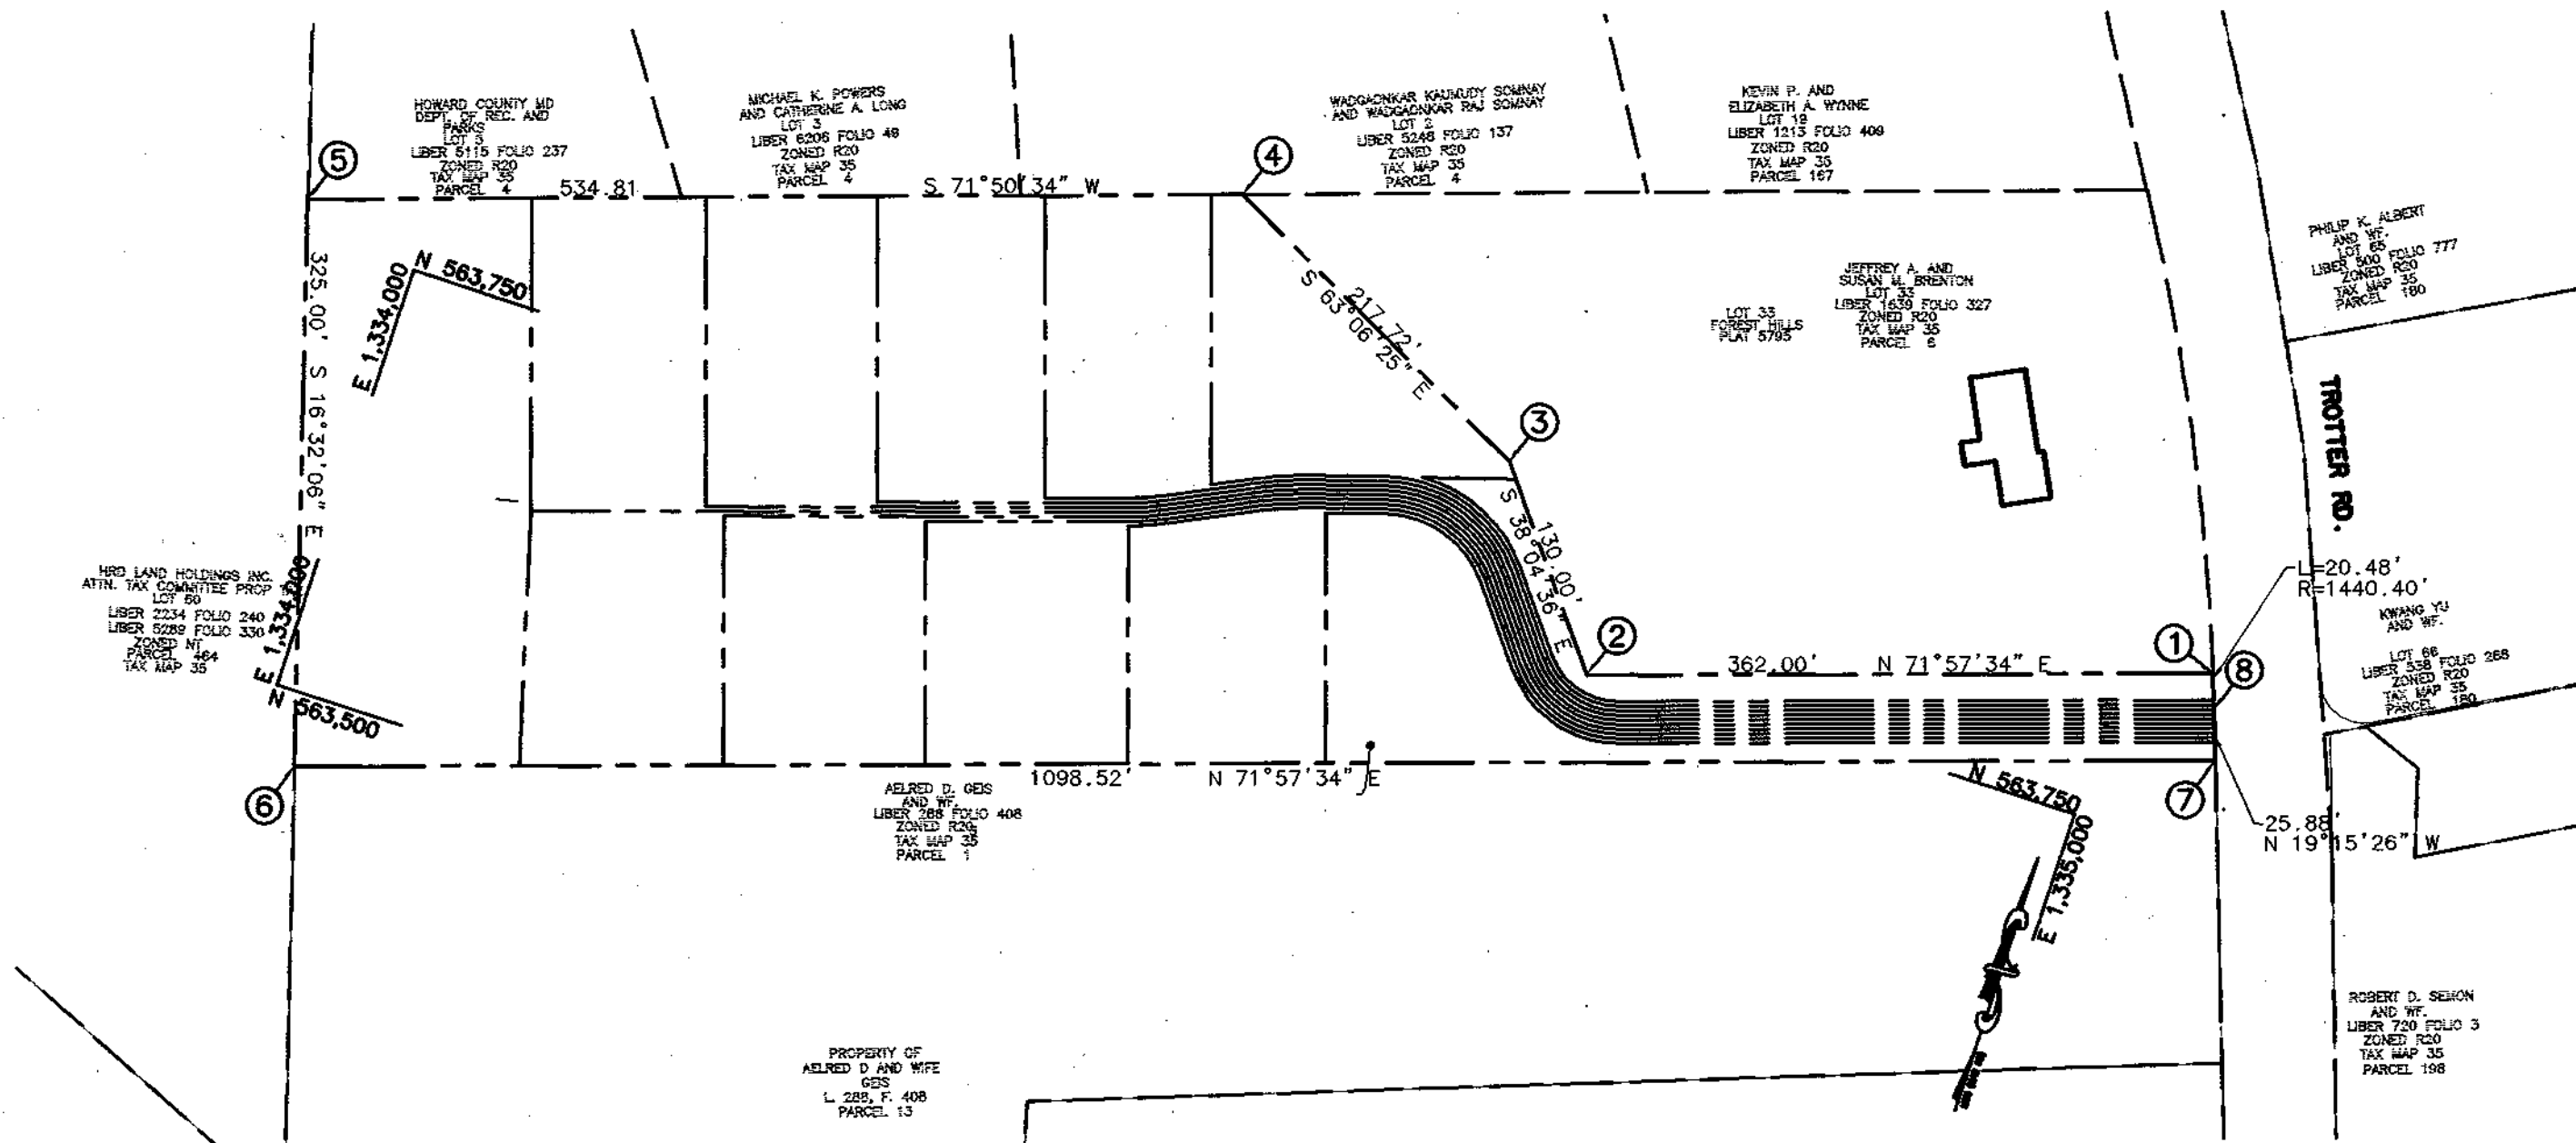 HOWARD COUNTY MD
DEPT. OF REC. AND
PARKS
LOT 5
LIBER 5115 FOLIO 237
ZONED R20
TAX MAP 35
PARCEL 4
MICHAEL K. POWERS
AND CATHERINE A. LONG
LOT 3
LIBER 6206 FOLIO 49
ZONED R20
TAX MAP 35
PARCEL 4
WADGAONKAR KAUMUDY SOMNAY
AND WADGAONKAR RAJ SOMNAY
LOT 2
LIBER 5248 FOLIO 137
ZONED R20
TAX MAP 35
PARCEL 4
KEVIN P. AND
ELIZABETH A. WYNNE
LOT 19
LIBER 1213 FOLIO 409
ZONED R20
TAX MAP 35
PARCEL 167
5
4
534.81
S 71°50'34" W
PHILIP K. ALBERT
AND WF.
LOT 65
LIBER 500 FOLIO 777
ZONED R20
TAX MAP 35
PARCEL 180
325.00' S 16°32'06" E
N 563,750
E 1,334,000
217.72'
S 63°06'25" E
LOT 33
FOREST HILLS
PLAT 5795
JEFFREY A. AND
SUSAN M. BRENTON
LOT 33
LIBER 1639 FOLIO 327
ZONED R20
TAX MAP 35
PARCEL 6
TROTTER RD.
3
130.00'
S 38°04'36" E
HRD LAND HOLDINGS INC.
ATTN. TAX COMMITTEE PROP
LOT 60
LIBER 2234 FOLIO 240
LIBER 5289 FOLIO 330
ZONED NT
PARCEL 464
TAX MAP 35
E 1,334,000
N 563,500
L=20.48'
R=1440.40'
KWANG YU
AND WF.
LOT 66
LIBER 538 FOLIO 268
ZONED R20
TAX MAP 35
PARCEL 180
2
362.00' N 71°57'34" E
1
8
6
1098.52' N 71°57'34" E
7
AELRED D. GEIS
AND WF.
LIBER 288 FOLIO 408
ZONED R20
TAX MAP 35
PARCEL 1
N 563,750
E 1,335,000
25.88'
N 19°15'26" W
PROPERTY OF
AELRED D AND WIFE
GEIS
L. 288, F. 408
PARCEL 13
ROBERT D. SEMON
AND WF.
LIBER 720 FOLIO 3
ZONED R20
TAX MAP 35
PARCEL 198